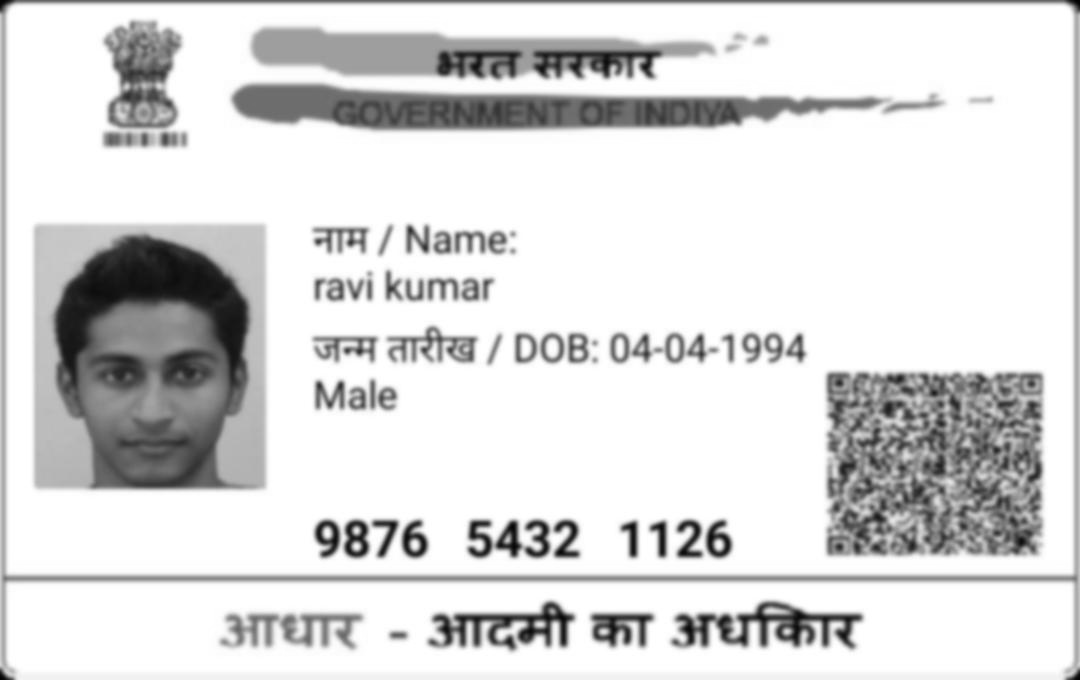 भरत सरकार
GOVERNMENT OF INDIYA
नाम / Name:
ravi kumar
जन्म तारीख / DOB: 04-04-1994
Male
9876 5432 1126
आधार - आदमी का अधकिार